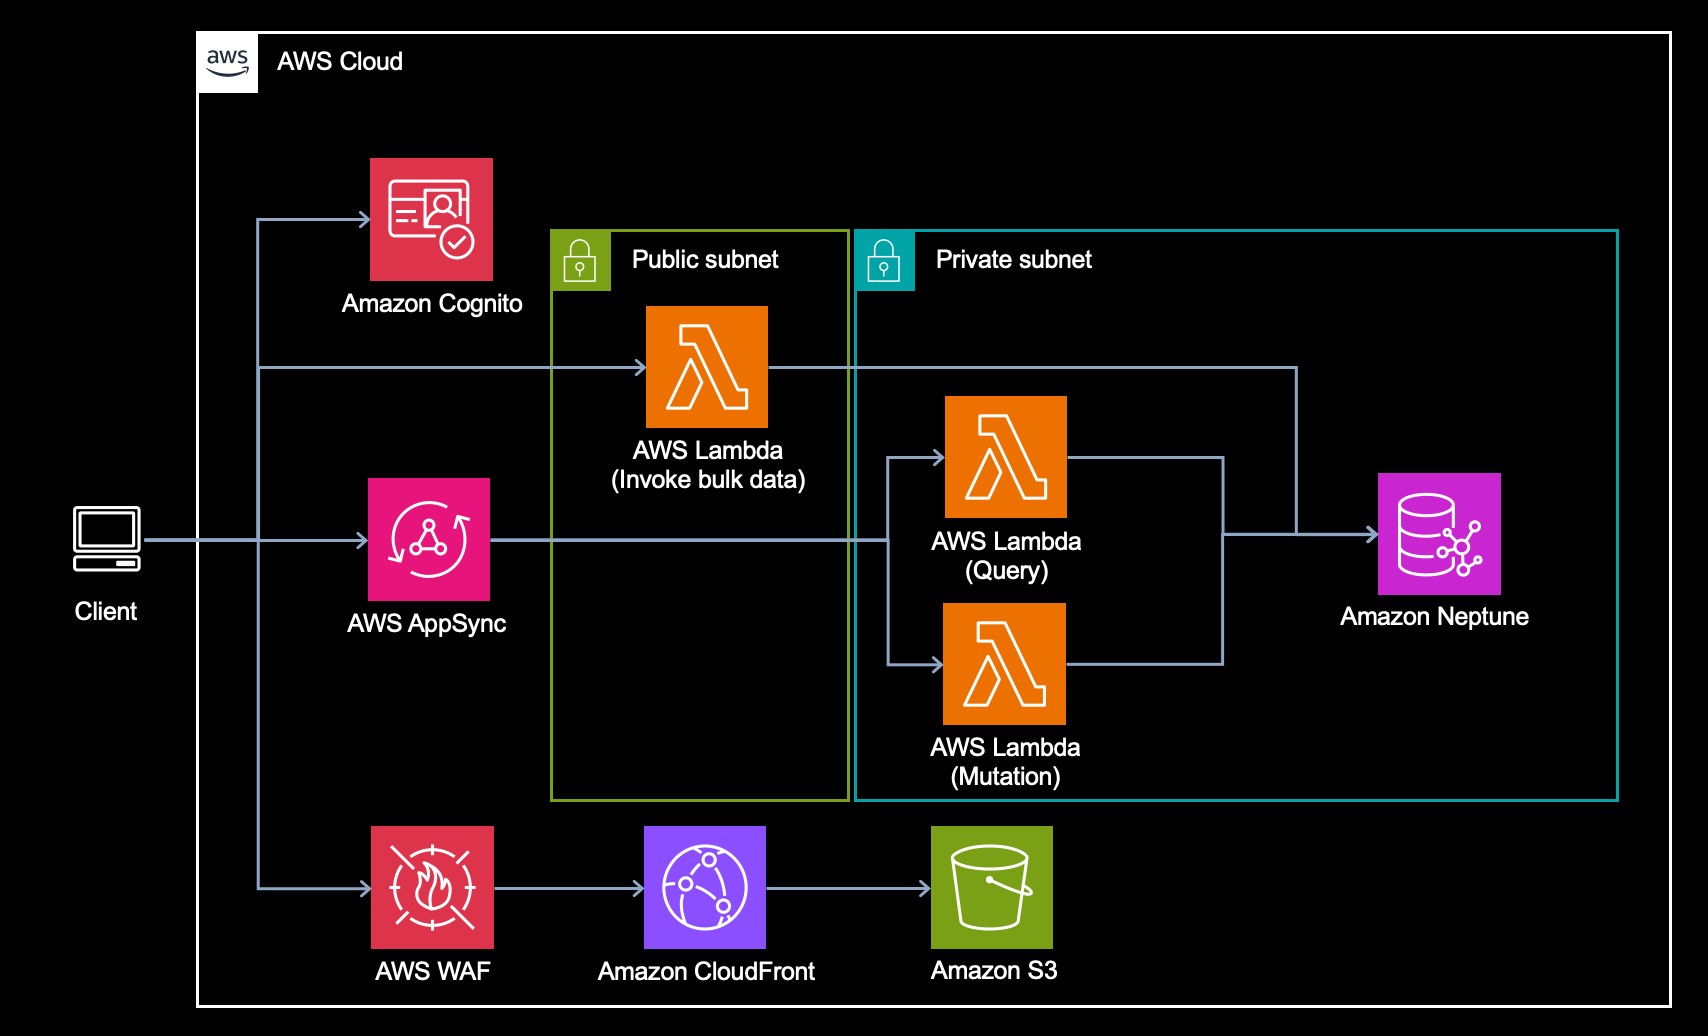 aws
AWS Cloud
Amazon Cognito
Public subnet
Private subnet
AWS Lambda
(Invoke bulk data)
AWS Lambda
(Query)
Client
AWS AppSync
Amazon Neptune
AWS Lambda
(Mutation)
AWS WAF
Amazon CloudFront
Amazon S3